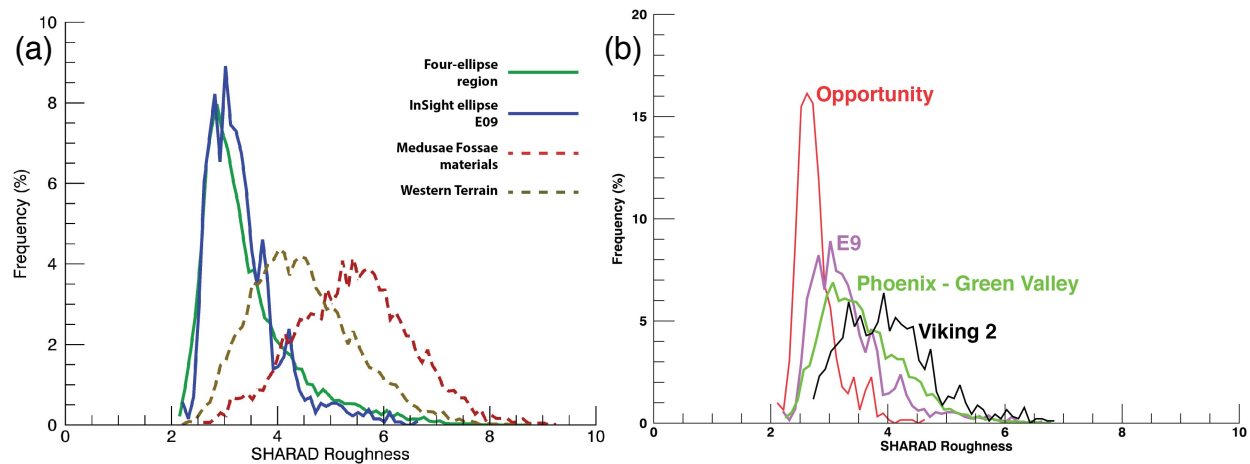 (a)
10
8
6
4
2
0
Frequency (%)
0
2
4
6
8
10
SHARAD Roughness
Four-ellipse
region
InSight ellipse
E09
Medusae Fossae
materials
Western Terrain
(b)
20
15
10
5
0
Frequency (%)
0
2
4
6
8
10
SHARAD Roughness
Opportunity
E9
Phoenix - Green Valley
Viking 2